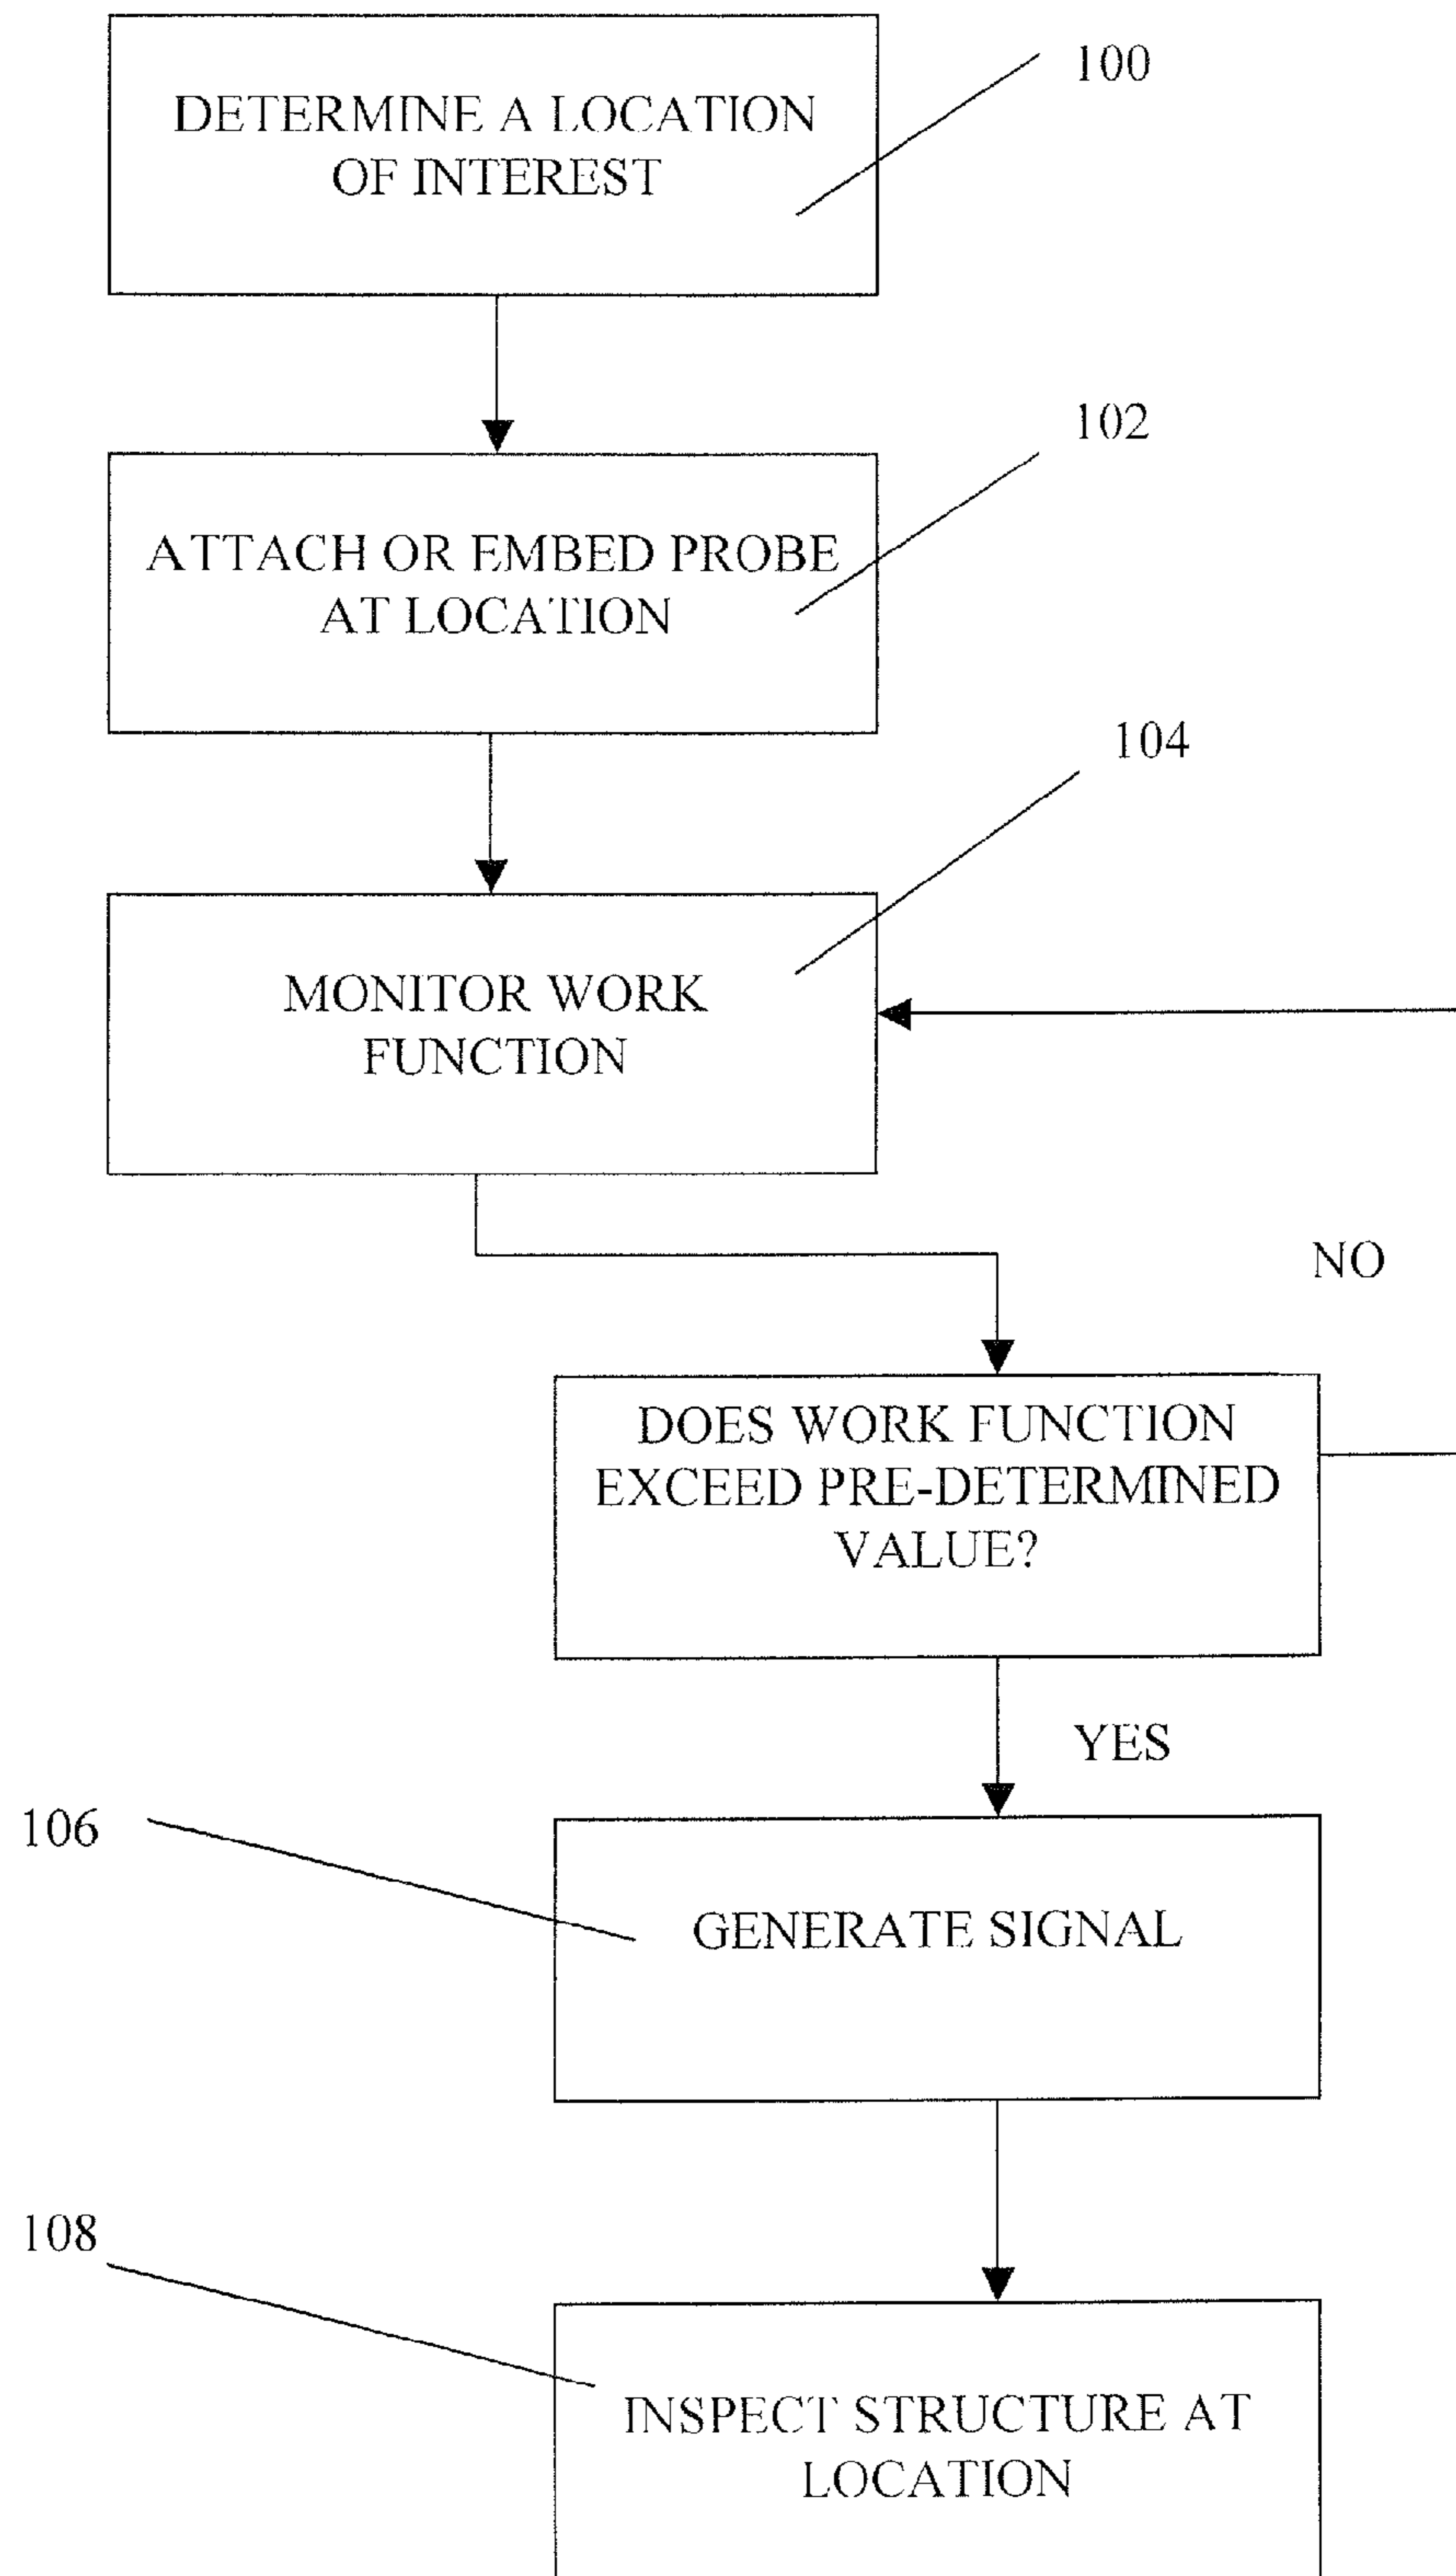 100
DETERMINE A LOCATION
OF INTEREST
102
ATTACH OR EMBED PROBE
AT LOCATION
104
MONITOR WORK
FUNCTION
NO
DOES WORK FUNCTION
EXCEED PRE-DETERMINED
VALUE?
YES
106
GENERATE SIGNAL
108
INSPECT STRUCTURE AT
LOCATION